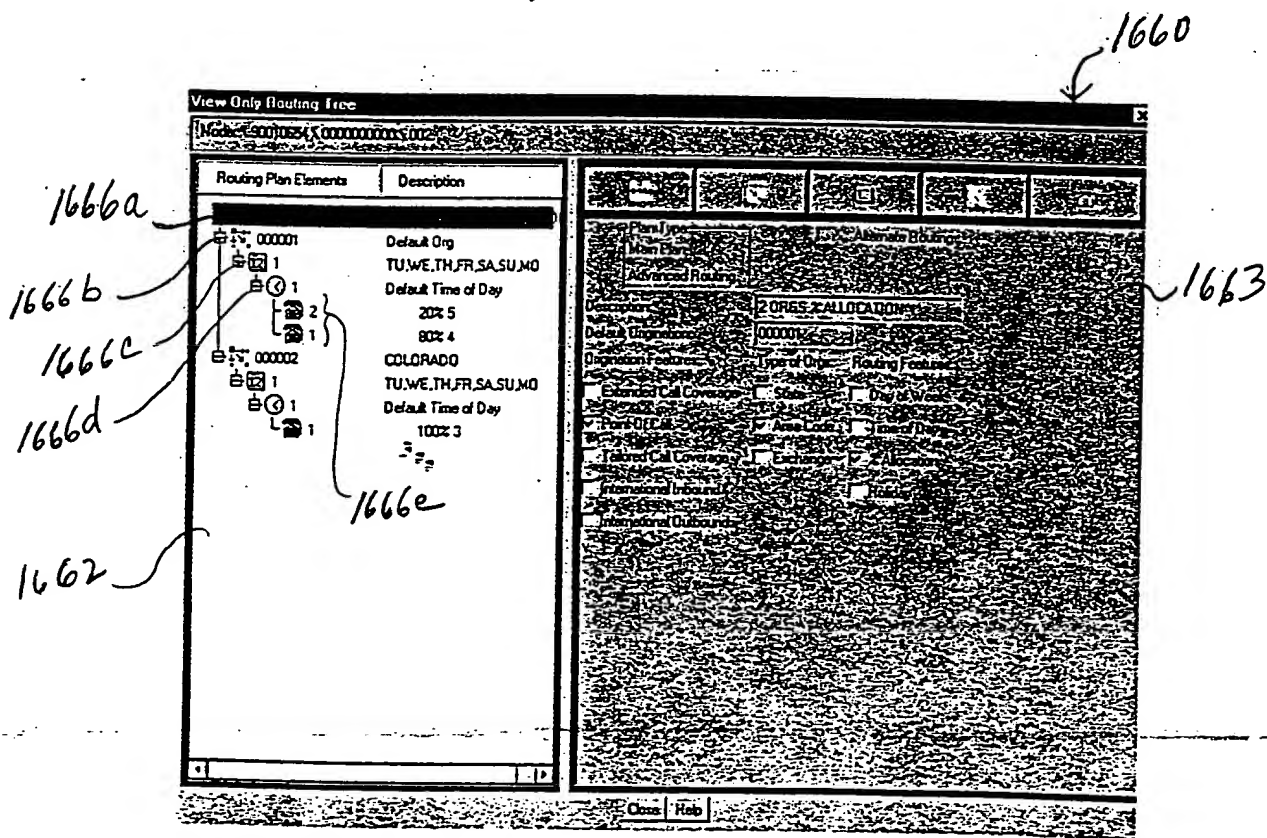 1660
View Only Routing Tree
Routing Plan Elements Description
1666a
000001 Default Org
1 TU,WE,TH,FR,SA,SU,MO
1 Default Time of Day
2 20% 5
1 80% 4
000002 COLORADO
1 TU,WE,TH,FR,SA,SU,MO
1 Default Time of Day
1 100% 3
1666b
1666c
1666d
1666e
1662
1663
Plan Type
Main Plan
Alternate Routing
Advanced Routing
Description
Default Origination
000001
Origination Features Type of Orig Routing Features
Extended Call Coverage State Day of Week
Point Of Call Area Code Time of Day
Tailored Call Coverage Exchange % Allocation
International Inbound
International Outbound
Close Help